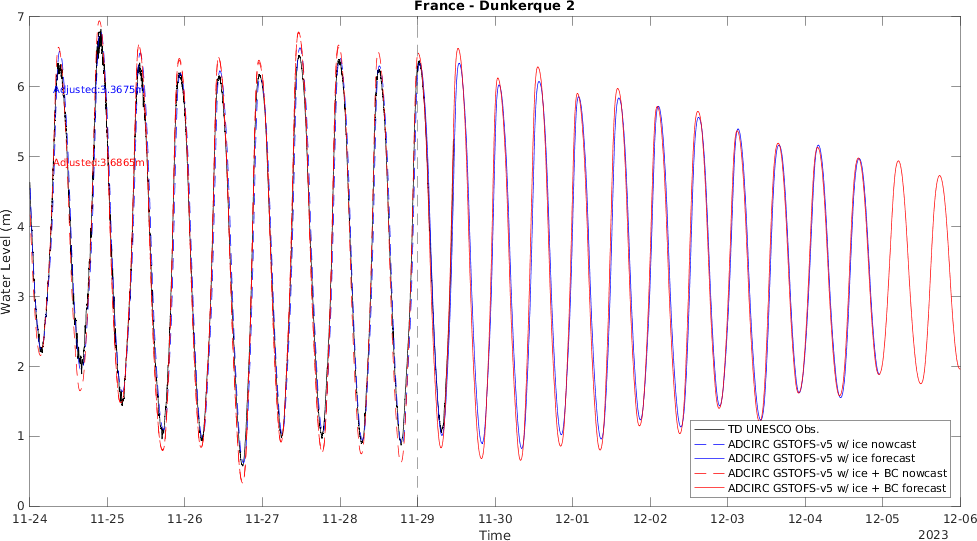 France - Dunkerque 2
7
6
5
4
3
2
1
0
Water Level (m)
Adjusted:3.3675m
Adjusted:3.6865m
TD UNESCO Obs.
ADCIRC GSTOFS-v5 w/ ice nowcast
ADCIRC GSTOFS-v5 w/ ice forecast
ADCIRC GSTOFS-v5 w/ ice + BC nowcast
ADCIRC GSTOFS-v5 w/ ice + BC forecast
11-24 11-25 11-26 11-27 11-28 11-29 11-30 12-01 12-02 12-03 12-04 12-05 12-06
Time
2023